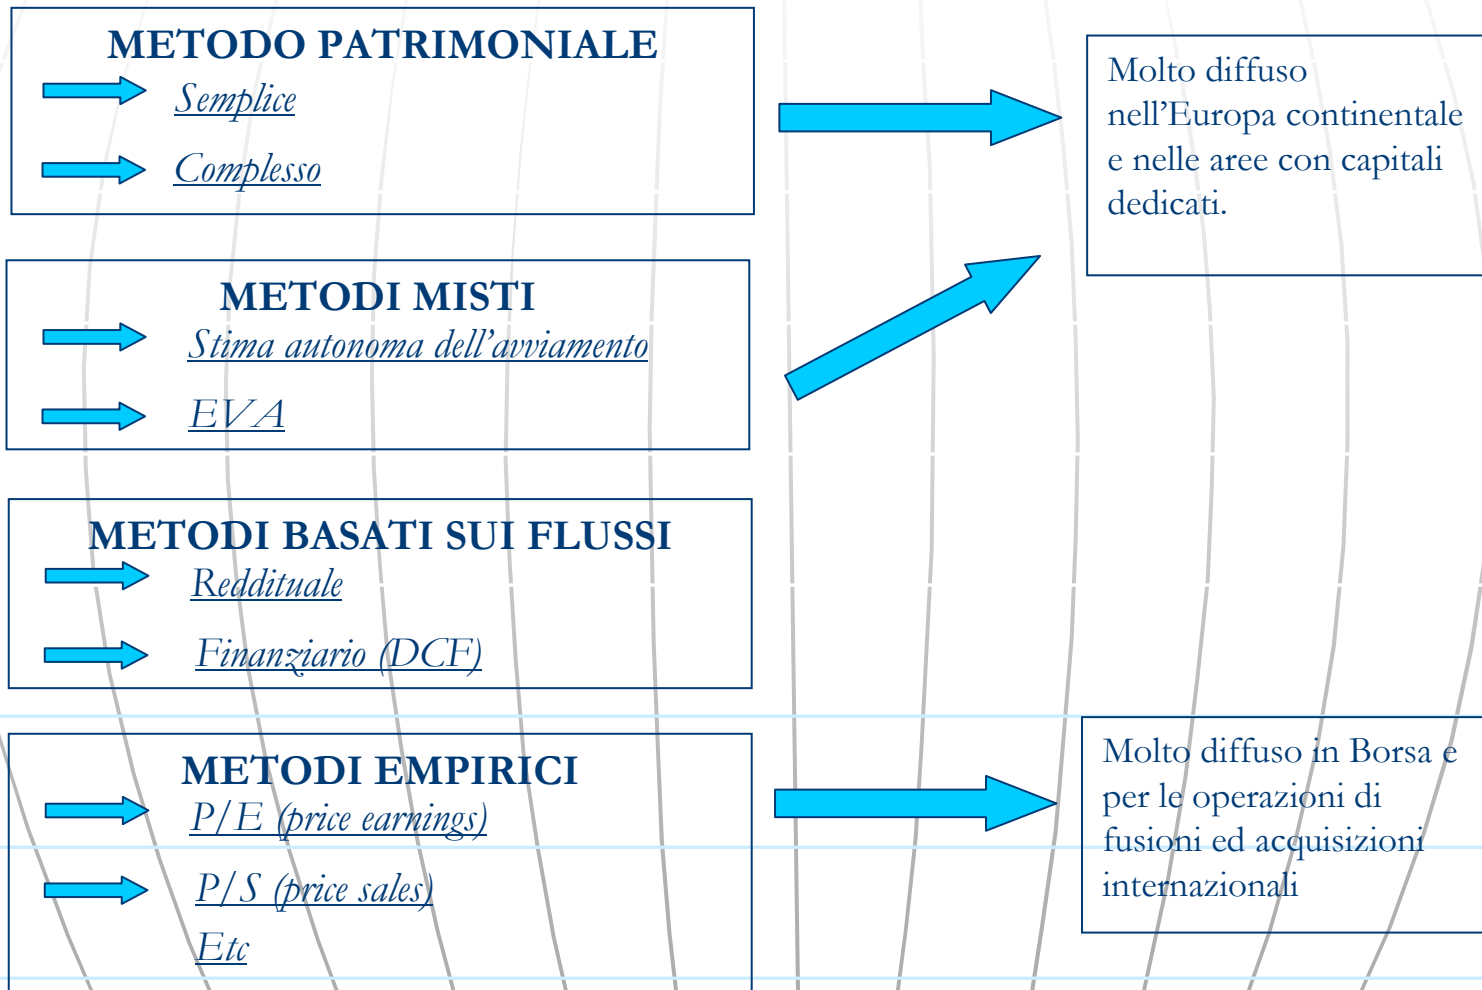 METODO PATRIMONIALE
Semplice
Complesso
Molto diffuso
nell’Europa continentale
e nelle aree con capitali
dedicati.
METODI MISTI
Stima autonoma dell’avviamento
EVA
METODI BASATI SUI FLUSSI
Reddituale
Finanziario (DCF)
METODI EMPIRICI
P/E (price earnings)
P/S (price sales)
Etc
Molto diffuso in Borsa e
per le operazioni di
fusioni ed acquisizioni
internazionali